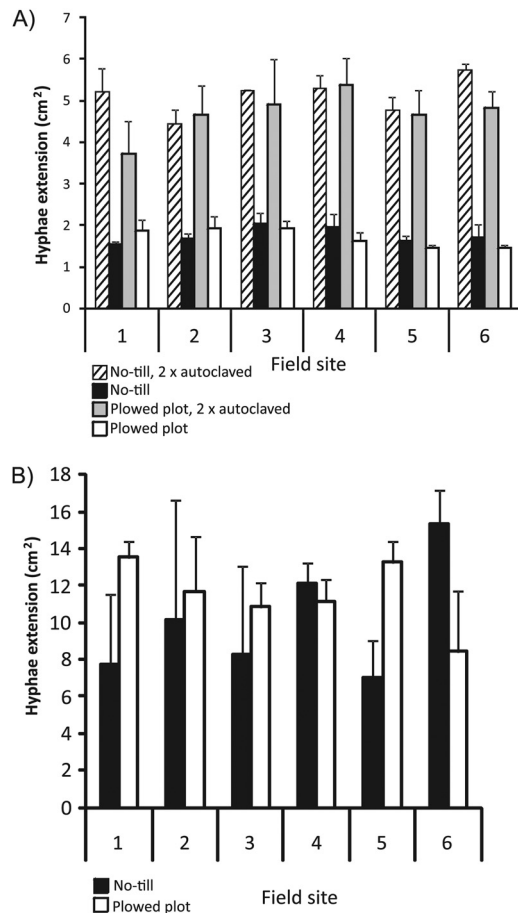 A)
Hyphae extension (cm²)
7
6
5
4
3
2
1
0
1 2 3 4 5 6
Field site
No-till, 2 x autoclaved
No-till
Plowed plot, 2 x autoclaved
Plowed plot
B)
Hyphae extension (cm²)
18
16
14
12
10
8
6
4
2
0
1 2 3 4 5 6
No-till
Plowed plot
Field site